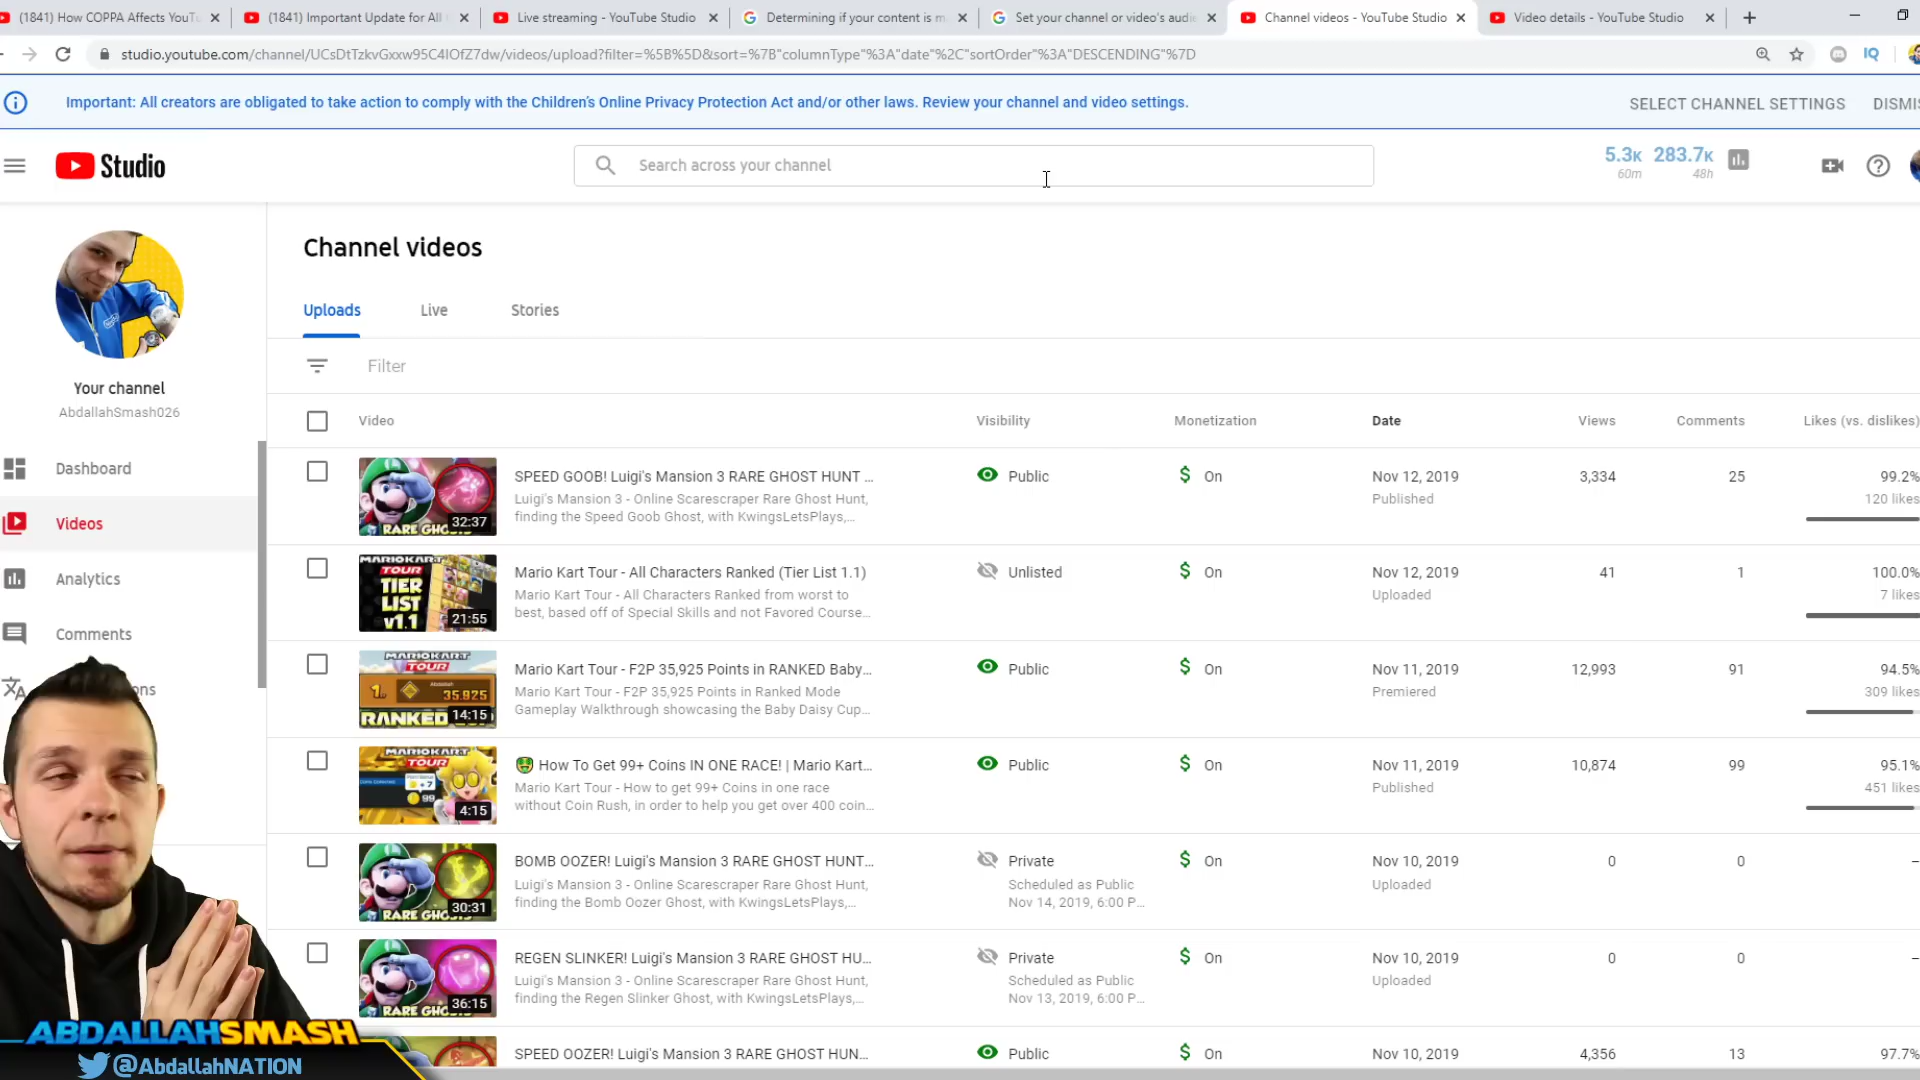 (1841) How COPPA Affects YouTu
(1841) Important Update for All
Live streaming - YouTube Studio
Determining if your content is m
Set your channel or video's audi
Channel videos - YouTube Studio
Video details - YouTube Studio
studio.youtube.com/channel/UCsDtTzkvGxxw95C4IOfZ7dw/videos/upload?filter=%5B%5D&sort=%7B"columnType"%3A"date"%2C"sortOrder"%3A"DESCENDING"%7D
IQ
Important: All creators are obligated to take action to comply with the Children's Online Privacy Protection Act and/or other laws. Review your channel and video settings.
SELECT CHANNEL SETTINGS DISMIS
Studio
Search across your channel
5.3K 283.7K
60m 48h
Channel videos
Uploads Live Stories
Filter
Your channel
AbdallahSmash026
Dashboard
Videos
Analytics
Comments
ons
Video Visibility Monetization Date Views Comments Likes (vs. dislikes)
SPEED GOOB! Luigi's Mansion 3 RARE GHOST HUNT ... Public On Nov 12, 2019 3,334 25 99.2%
Luigi's Mansion 3 - Online Scarescraper Rare Ghost Hunt, Published 120 likes
finding the Speed Goob Ghost, with KwingsLetsPlays,...
32:37
RARE GHO
Mario Kart Tour - All Characters Ranked (Tier List 1.1) Unlisted On Nov 12, 2019 41 1 100.0%
Mario Kart Tour - All Characters Ranked from worst to Uploaded 7 likes
best, based off of Special Skills and not Favored Course...
MARIOKART
TOUR
TIER
LIST
v1.1
21:55
Mario Kart Tour - F2P 35,925 Points in RANKED Baby... Public On Nov 11, 2019 12,993 91 94.5%
Mario Kart Tour - F2P 35,925 Points in Ranked Mode Premiered 309 likes
Gameplay Walkthrough showcasing the Baby Daisy Cup...
MARIOKART
TOUR
35,925
RANKED CUP
14:15
How To Get 99+ Coins IN ONE RACE! | Mario Kart... Public On Nov 11, 2019 10,874 99 95.1%
Mario Kart Tour - How to get 99+ Coins in one race Published 451 likes
without Coin Rush, in order to help you get over 400 coin...
MARIOKART
TOUR
+7
99
4:15
BOMB OOZER! Luigi's Mansion 3 RARE GHOST HUNT... Private On Nov 10, 2019 0 0 –
Luigi's Mansion 3 - Online Scarescraper Rare Ghost Hunt, Scheduled as Public Uploaded
finding the Bomb Oozer Ghost, with KwingsLetsPlays,... Nov 14, 2019, 6:00 P...
30:31
RARE GHO
REGEN SLINKER! Luigi's Mansion 3 RARE GHOST HU... Private On Nov 10, 2019 0 0 –
Luigi's Mansion 3 - Online Scarescraper Rare Ghost Hunt, Scheduled as Public Uploaded
finding the Regen Slinker Ghost, with KwingsLetsPlays,... Nov 13, 2019, 6:00 P...
36:15
RARE GHO
SPEED OOZER! Luigi's Mansion 3 RARE GHOST HUN... Public On Nov 10, 2019 4,356 13 97.7%
ABDALLAHSMASH
@AbdallahNATION